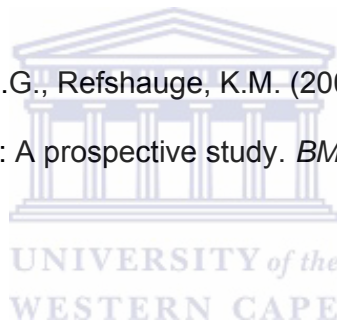 .G., Refshauge, K.M. (200
: A prospective study. BM
UNIVERSITY of the
WESTERN CAPE